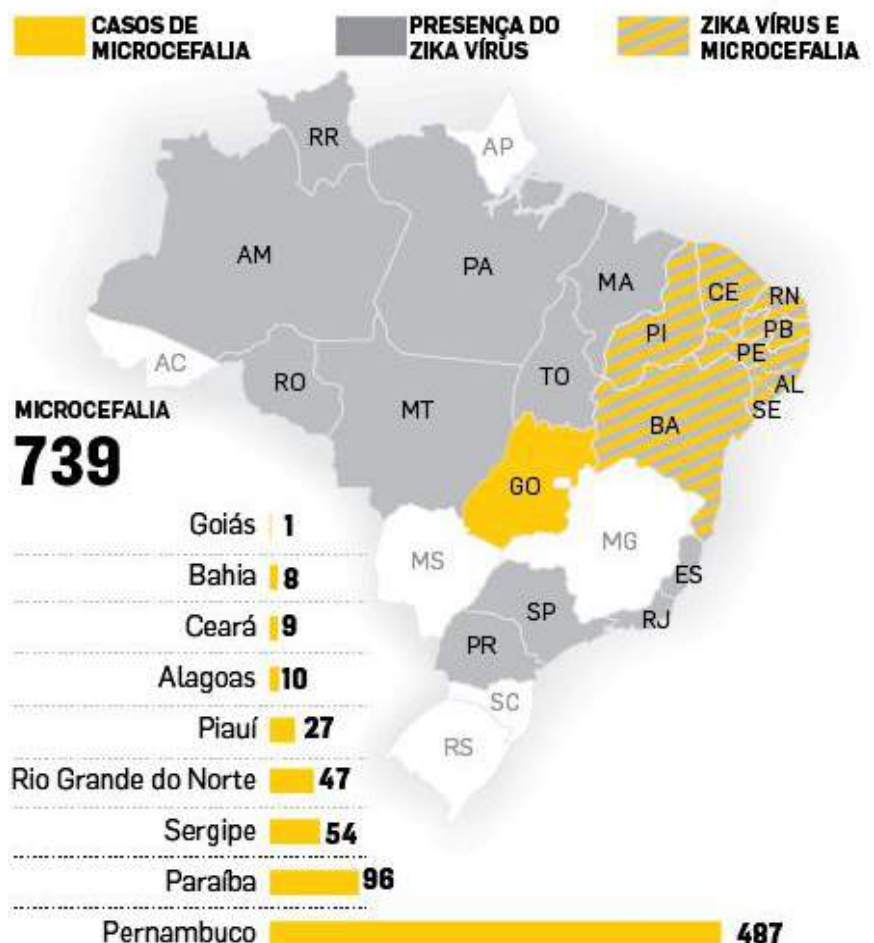 CASOS DE
MICROCEFALIA
PRESENÇA DO
ZIKA VÍRUS
ZIKA VÍRUS E
MICROCEFALIA
RR
AP
AM
PA
MA
CE
RN
PI
PB
PE
AC
RO
TO
AL
SE
MT
BA
MICROCEFALIA
739
GO
Goiás 1
MG
MS
Bahia 8
ES
Ceará 9
SP
RJ
PR
Alagoas 10
SC
Piauí 27
RS
Rio Grande do Norte 47
Sergipe 54
Paraíba 96
Pernambuco 487